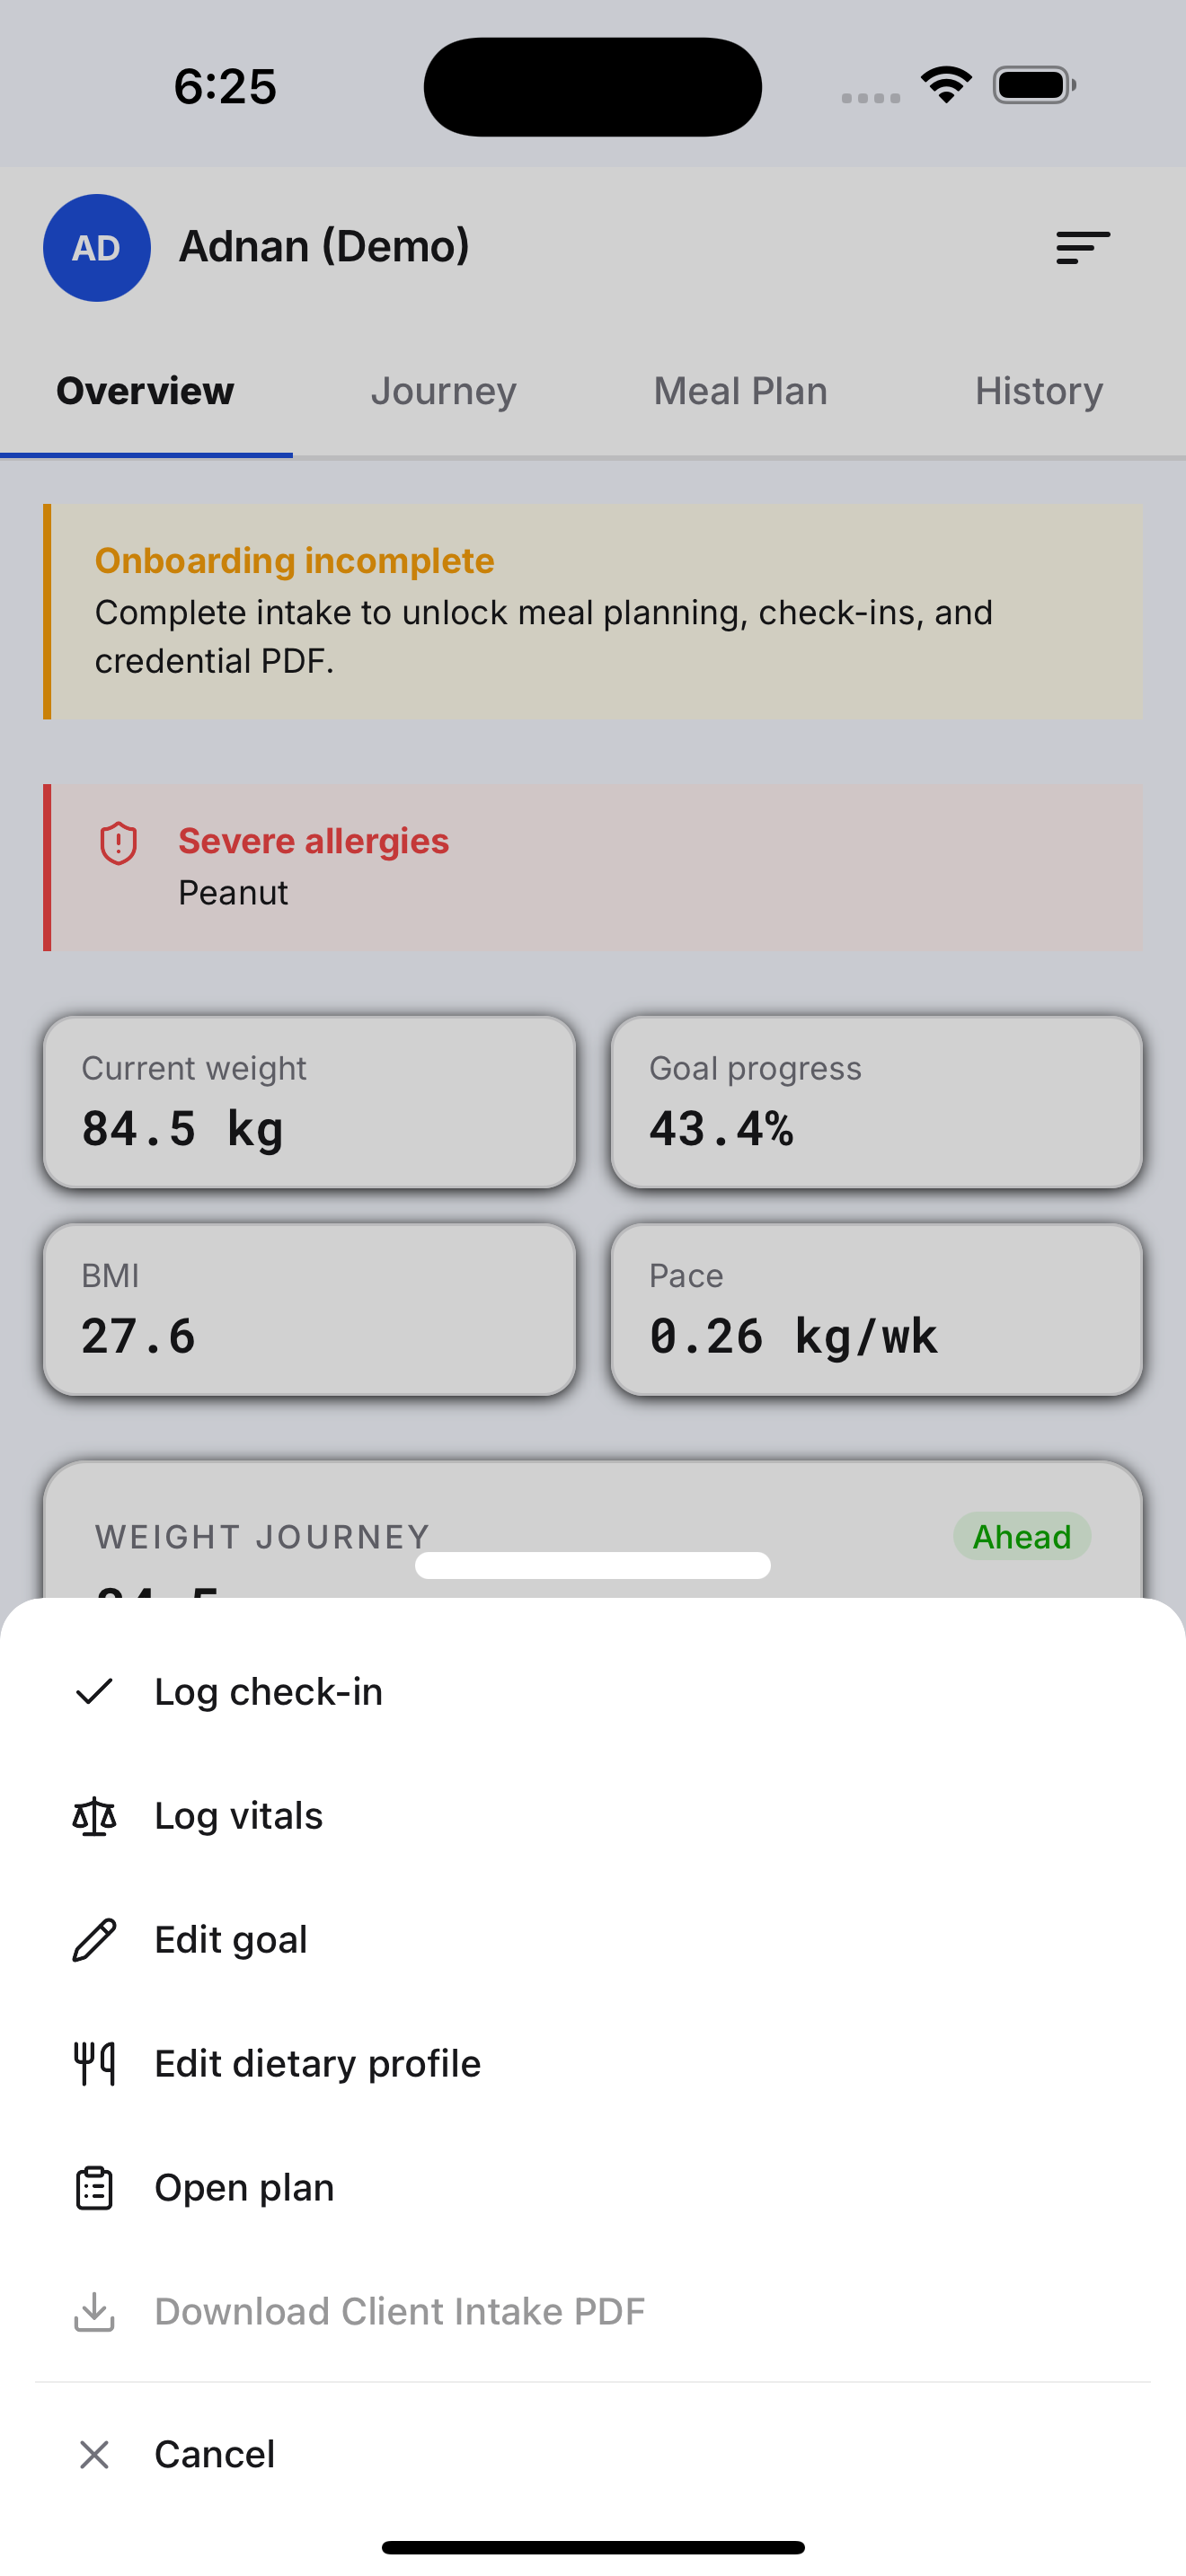 6:25
AD
Adnan (Demo)
Overview
Journey
Meal Plan
History
Onboarding incomplete
Complete intake to unlock meal planning, check-ins, and
credential PDF.
Severe allergies
Peanut
Current weight
84.5 kg
Goal progress
43.4%
BMI
27.6
Pace
0.26 kg/wk
WEIGHT JOURNEY
Ahead
Log check-in
Log vitals
Edit goal
Edit dietary profile
Open plan
Download Client Intake PDF
Cancel